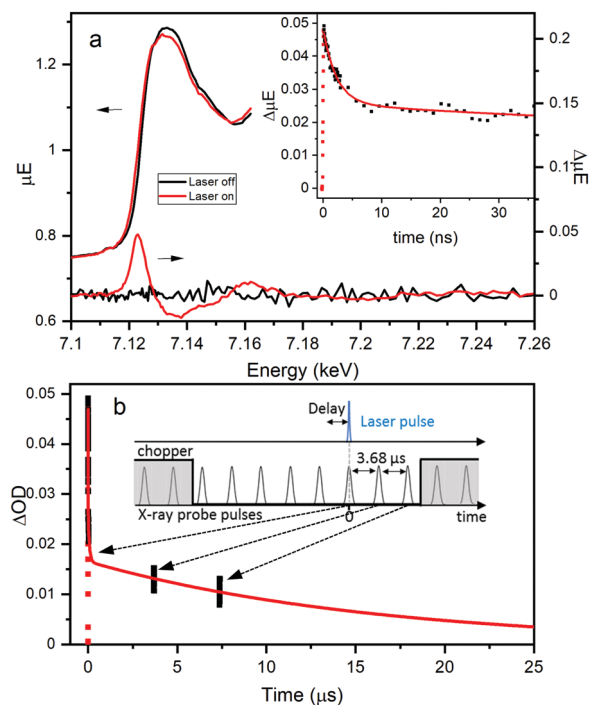 a
1.2
1
0.8
0.6
μE
7.1
7.12
7.14
7.16
7.18
7.2
7.22
7.24
7.26
Energy (keV)
0.2
0.15
0.1
0.05
0
ΔμE
Laser off
Laser on
0.05
0.04
0.03
0.02
0.01
0
ΔμE
0
10
20
30
time (ns)
b
0.05
0.04
0.03
0.02
0.01
0
ΔOD
0
5
10
15
20
25
Time (μs)
Delay
Laser pulse
chopper
3.68 μs
X-ray probe pulses
0
time